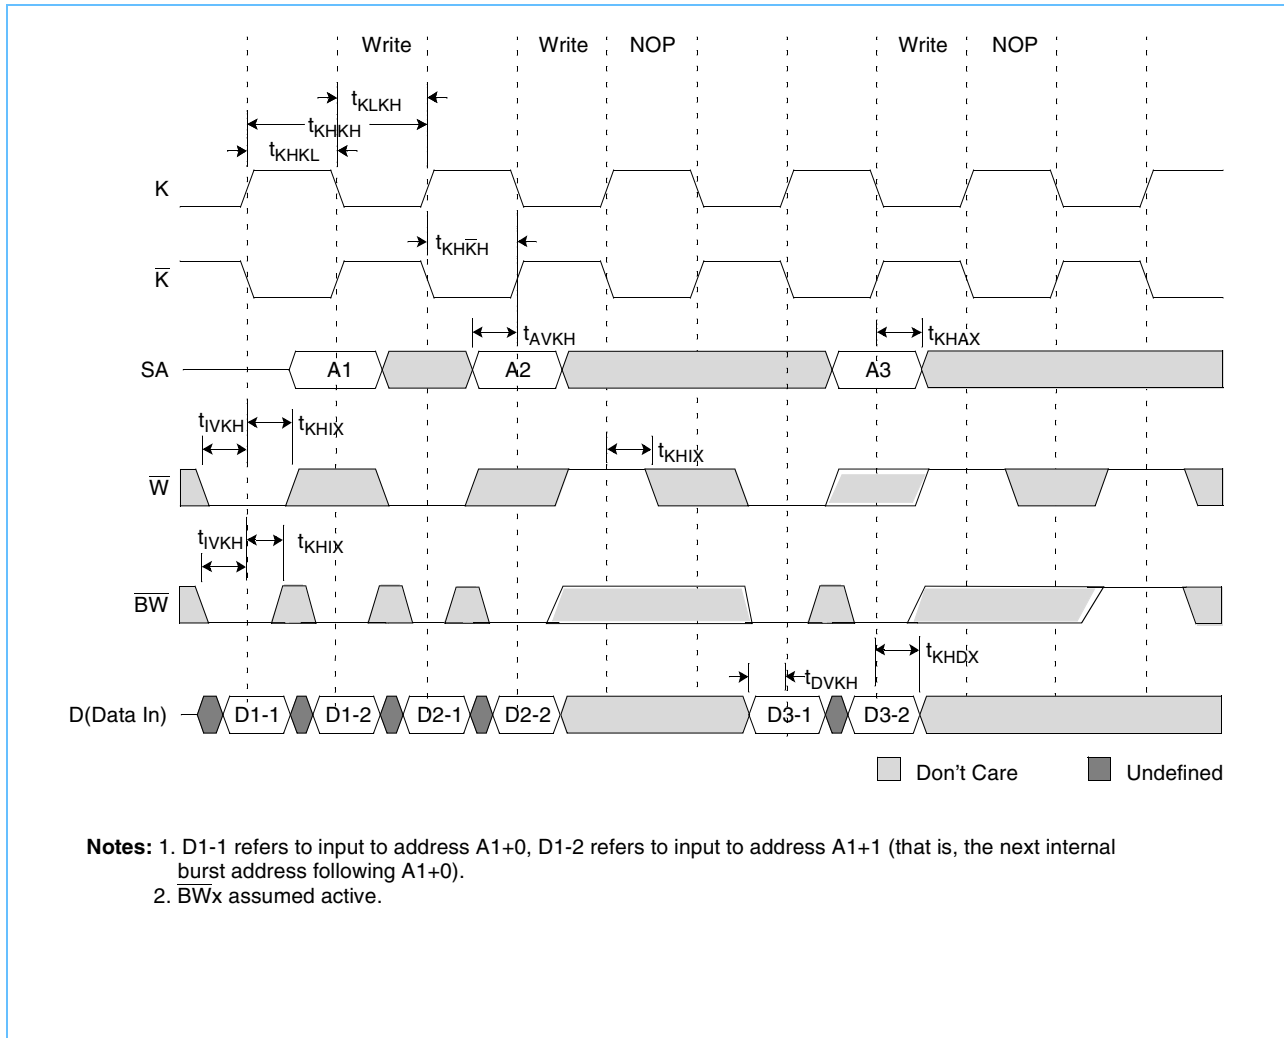 Write Write NOP Write NOP
tKLKH
tKHKH
tKHKL
K
tKHK̅H
K̅
tAVKH tKHAX
SA A1 A2 A3
tIVKH tKHIX
tKHIX
W̅
tIVKH tKHIX
B̅W̅
tKHDX
tDVKH
D(Data In) D1-1 D1-2 D2-1 D2-2 D3-1 D3-2
Don't Care Undefined
Notes: 1. D1-1 refers to input to address A1+0, D1-2 refers to input to address A1+1 (that is, the next internal
burst address following A1+0).
2. B̅W̅x assumed active.